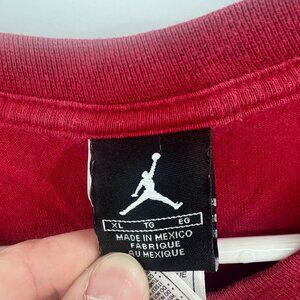 XL TG EG
MADE IN MEXICO
FABRIQUE
AU MEXIQUE